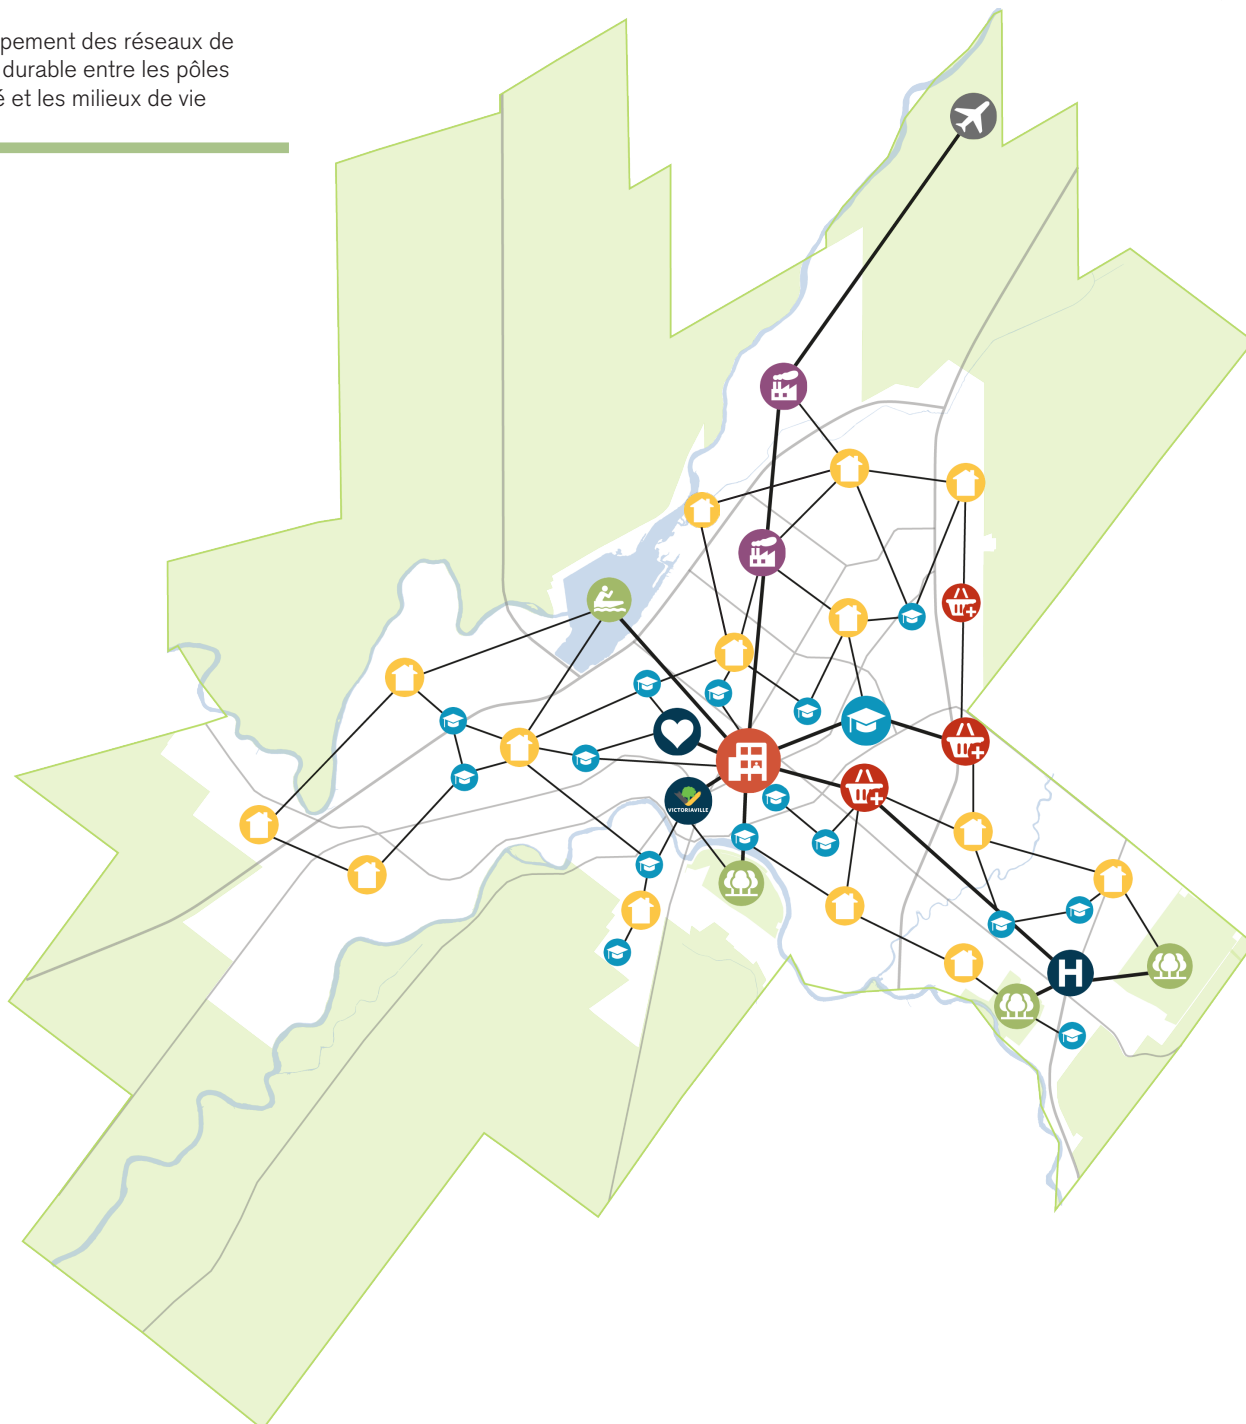 pement des réseaux de
durable entre les pôles
é et les milieux de vie
VICTORIAVILLE
H